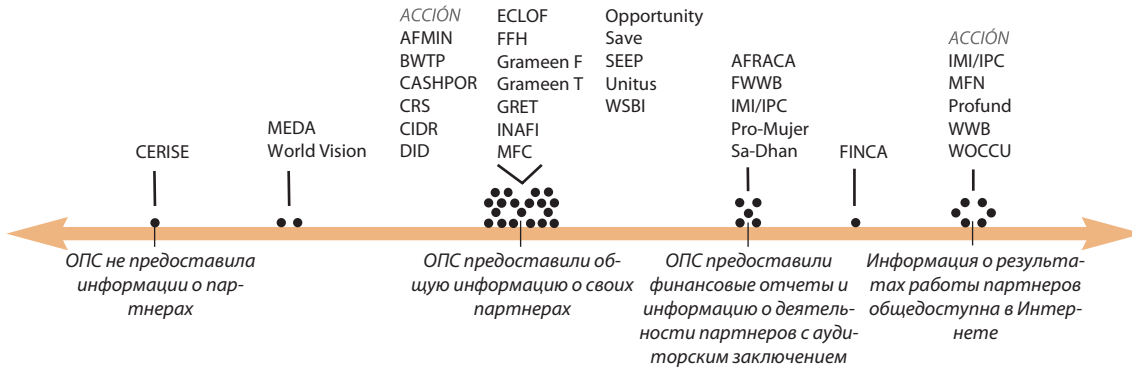 CERISE
MEDA
World Vision
ACCIÓN
AFMIN
BWTP
CASHPOR
CRS
CIDR
DID
ECLOF
FFH
Grameen F
Grameen T
GRET
INAFI
MFC
Opportunity
Save
SEEP
Unitus
WSBI
AFRACA
FWWB
IMI/IPC
Pro-Mujer
Sa-Dhan
FINCA
ACCIÓN
IMI/IPC
MFN
Profund
WWB
WOCCU
ОПС не предоставила
информации о пар-
тнерах
ОПС предоставили об-
щую информацию о своих
партнерах
ОПС предоставили
финансовые отчеты и
информацию о деятель-
ности партнеров с ауди-
торским заключением
Информация о результа-
тах работы партнеров
общедоступна в Интер-
нете